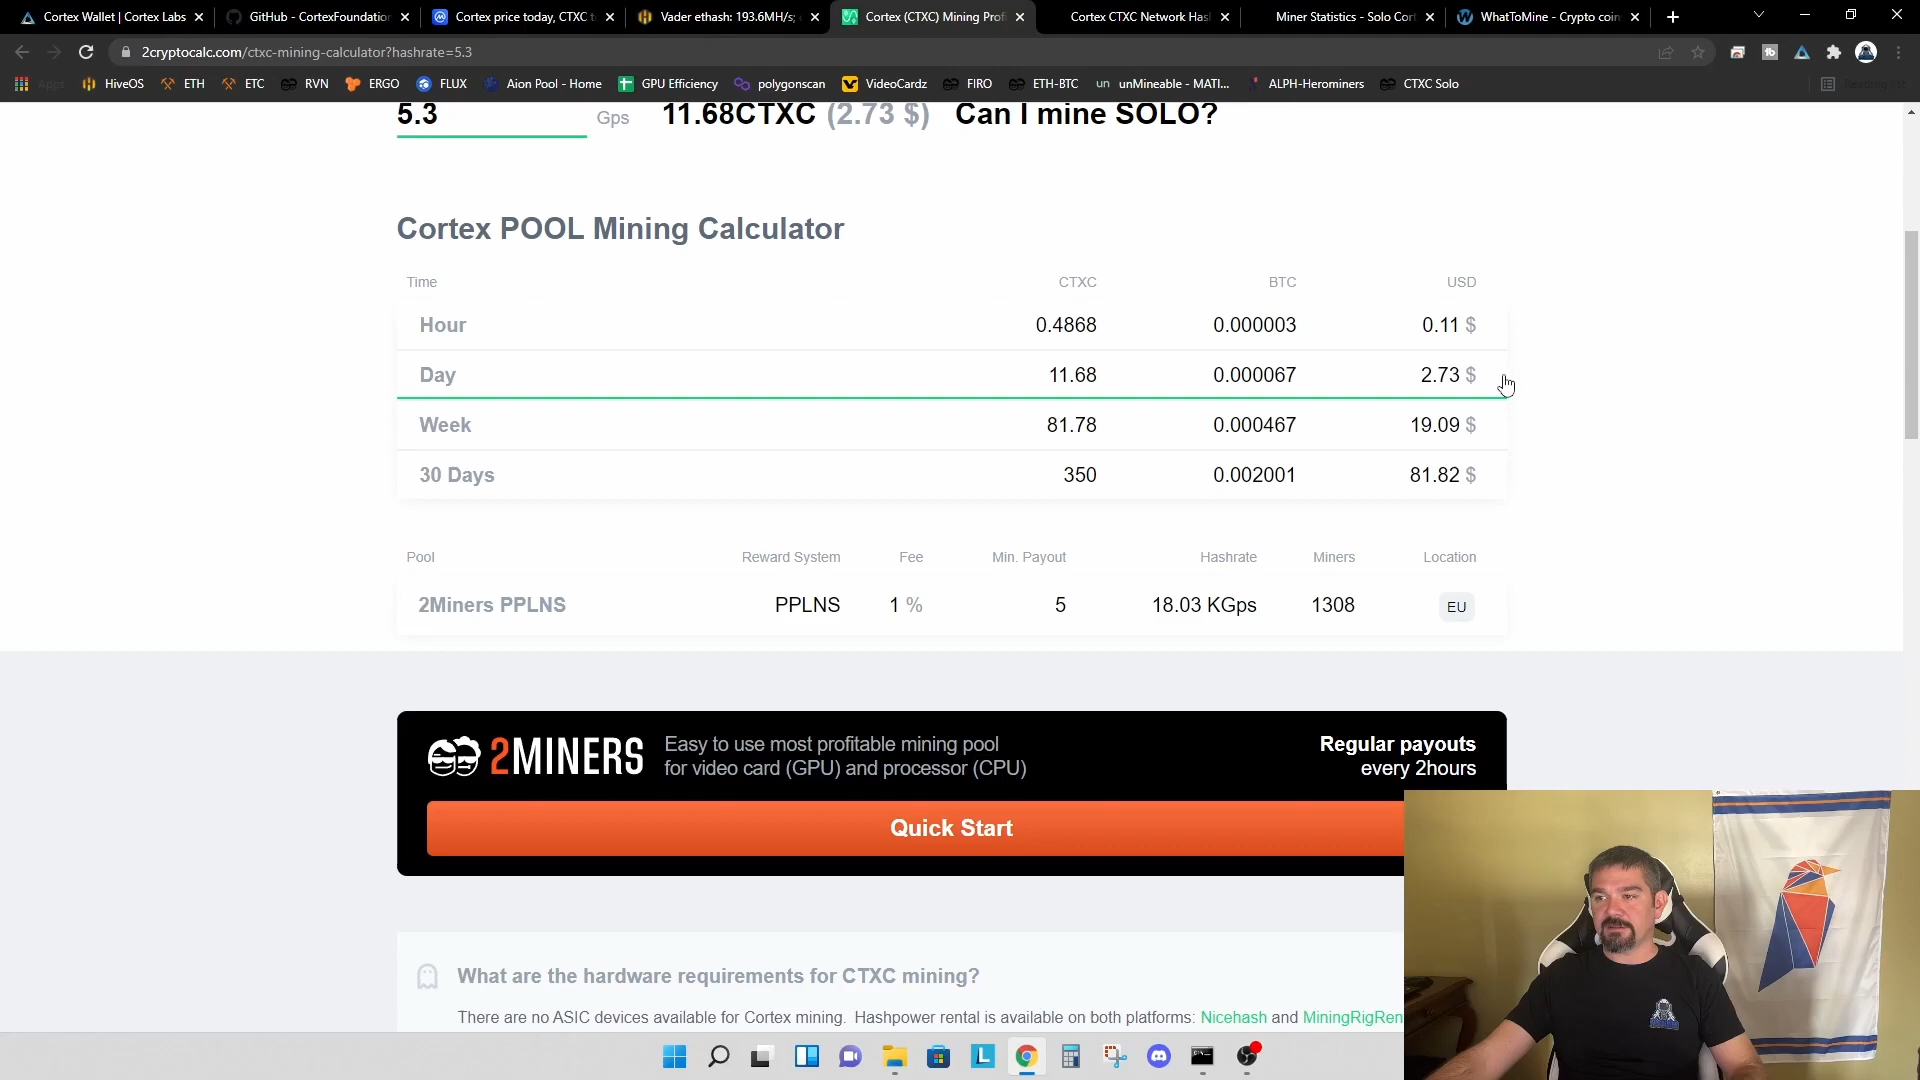 Cortex Wallet | Cortex Labs
GitHub - CortexFoundation
Cortex price today, CTXC t
Vader ethash: 193.6MH/s;
Cortex (CTXC) Mining Prof
Cortex CTXC Network Has
Miner Statistics - Solo Cort
WhatToMine - Crypto coin
2cryptocalc.com/ctxc-mining-calculator?hashrate=5.3
Apps
HiveOS
ETH
ETC
RVN
ERGO
FLUX
Aion Pool - Home
GPU Efficiency
polygonscan
VideoCardz
FIRO
ETH-BTC
un unMineable - MATI...
ALPH-Herominers
CTXC Solo
Reading list
5.3 Gps 11.68CTXC (2.73 $) Can I mine SOLO?
Cortex POOL Mining Calculator
Time CTXC BTC USD
Hour 0.4868 0.000003 0.11 $
Day 11.68 0.000067 2.73 $
Week 81.78 0.000467 19.09 $
30 Days 350 0.002001 81.82 $
Pool Reward System Fee Min. Payout Hashrate Miners Location
2Miners PPLNS PPLNS 1 % 5 18.03 KGps 1308 EU
2MINERS
Easy to use most profitable mining pool
for video card (GPU) and processor (CPU)
Regular payouts
every 2hours
Quick Start
What are the hardware requirements for CTXC mining?
There are no ASIC devices available for Cortex mining. Hashpower rental is available on both platforms: Nicehash and MiningRigRen